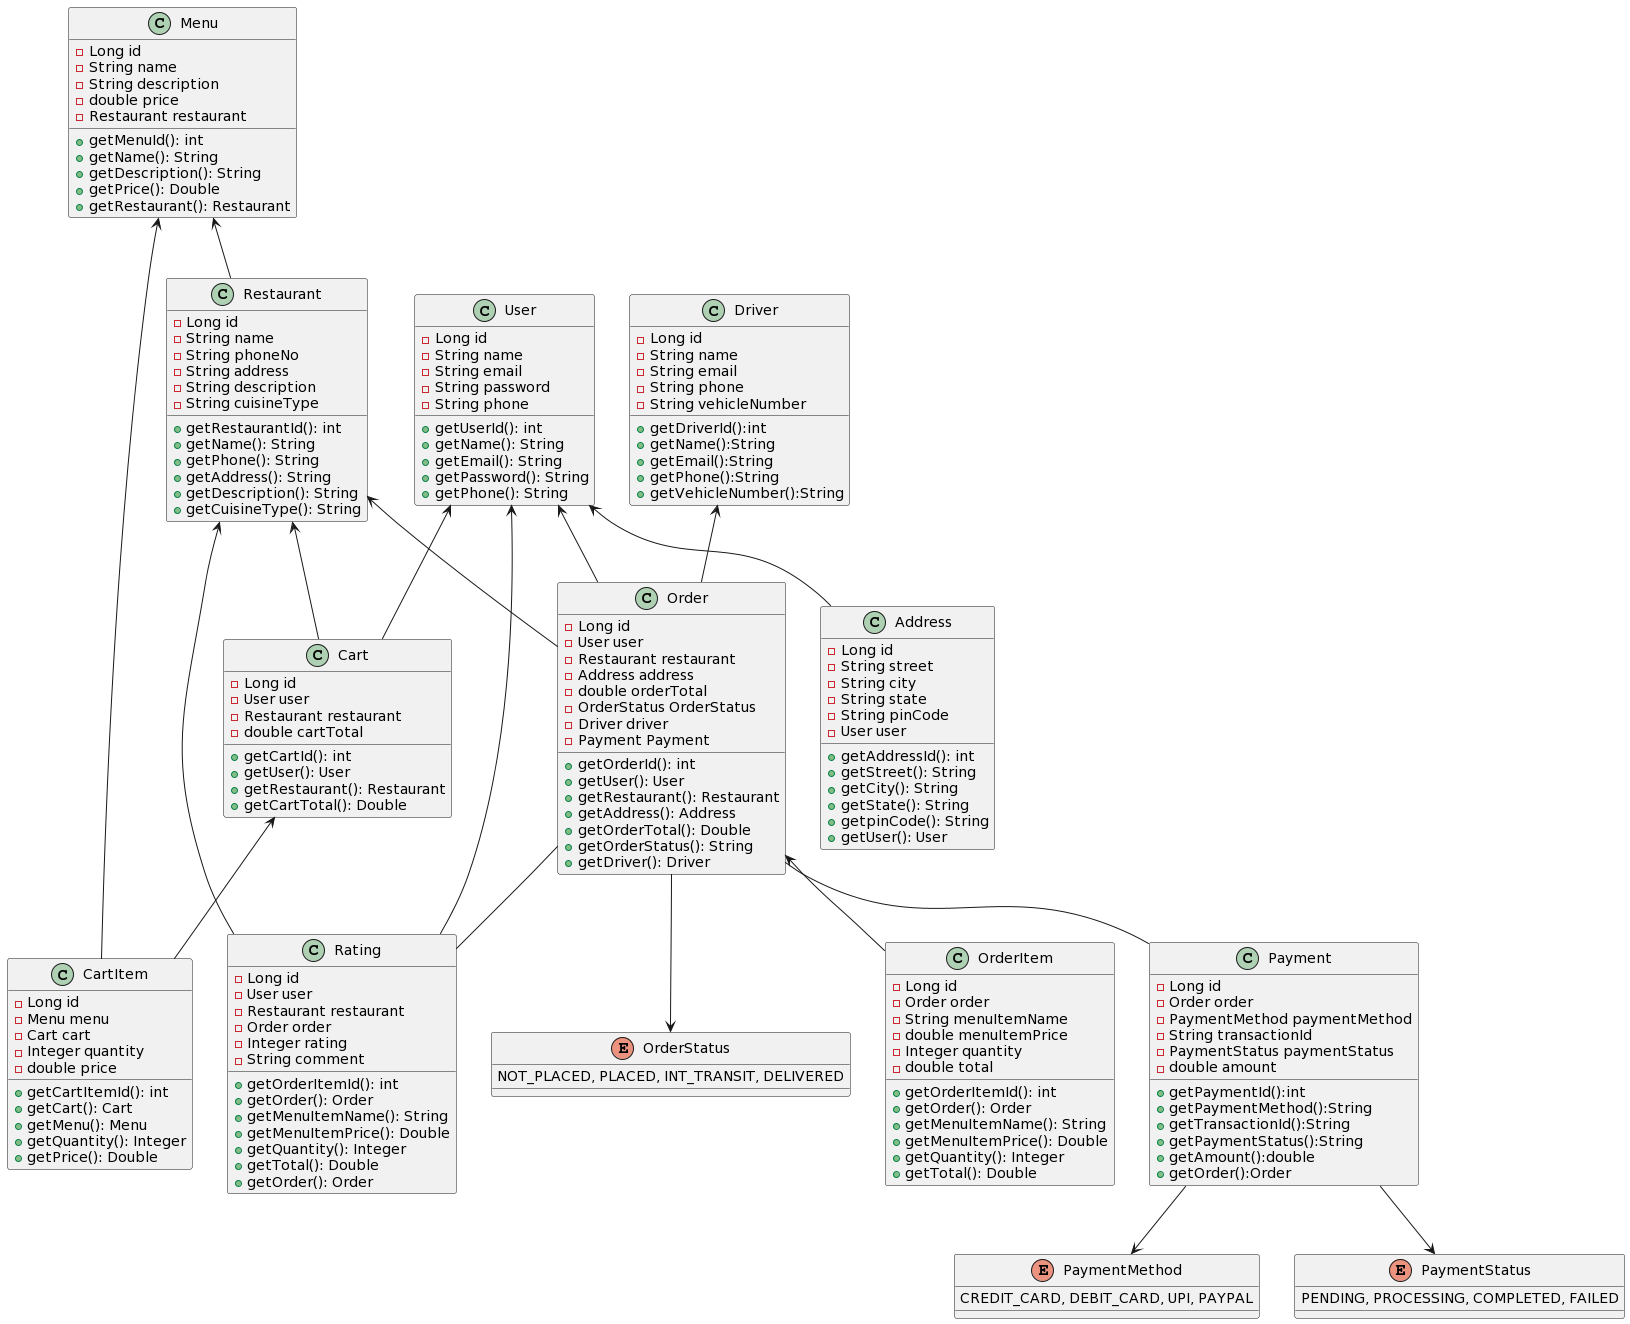 C Menu
Long id
String name
String description
double price
Restaurant restaurant
getMenuId(): int
getName(): String
getDescription(): String
getPrice(): Double
getRestaurant(): Restaurant
C Restaurant
Long id
String name
String phoneNo
String address
String description
String cuisineType
getRestaurantId(): int
getName(): String
getPhone(): String
getAddress(): String
getDescription(): String
getCuisineType(): String
C User
Long id
String name
String email
String password
String phone
getUserId(): int
getName(): String
getEmail(): String
getPassword(): String
getPhone(): String
C Driver
Long id
String name
String email
String phone
String vehicleNumber
getDriverId():int
getName():String
getEmail():String
getPhone():String
getVehicleNumber():String
C Cart
Long id
User user
Restaurant restaurant
double cartTotal
getCartId(): int
getUser(): User
getRestaurant(): Restaurant
getCartTotal(): Double
C Order
Long id
User user
Restaurant restaurant
Address address
double orderTotal
OrderStatus OrderStatus
Driver driver
Payment Payment
getOrderId(): int
getUser(): User
getRestaurant(): Restaurant
getAddress(): Address
getOrderTotal(): Double
getOrderStatus(): String
getDriver(): Driver
C Address
Long id
String street
String city
String state
String pinCode
User user
getAddressId(): int
getStreet(): String
getCity(): String
getState(): String
getpinCode(): String
getUser(): User
C CartItem
Long id
Menu menu
Cart cart
Integer quantity
double price
getCartItemId(): int
getCart(): Cart
getMenu(): Menu
getQuantity(): Integer
getPrice(): Double
C Rating
Long id
User user
Restaurant restaurant
Order order
Integer rating
String comment
getOrderItemId(): int
getOrder(): Order
getMenuItemName(): String
getMenuItemPrice(): Double
getQuantity(): Integer
getTotal(): Double
getOrder(): Order
E OrderStatus
NOT_PLACED, PLACED, INT_TRANSIT, DELIVERED
C OrderItem
Long id
Order order
String menuItemName
double menuItemPrice
Integer quantity
double total
getOrderItemId(): int
getOrder(): Order
getMenuItemName(): String
getMenuItemPrice(): Double
getQuantity(): Integer
getTotal(): Double
C Payment
Long id
Order order
PaymentMethod paymentMethod
String transactionId
PaymentStatus paymentStatus
double amount
getPaymentId():int
getPaymentMethod():String
getTransactionId():String
getPaymentStatus():String
getAmount():double
getOrder():Order
E PaymentMethod
CREDIT_CARD, DEBIT_CARD, UPI, PAYPAL
E PaymentStatus
PENDING, PROCESSING, COMPLETED, FAILED